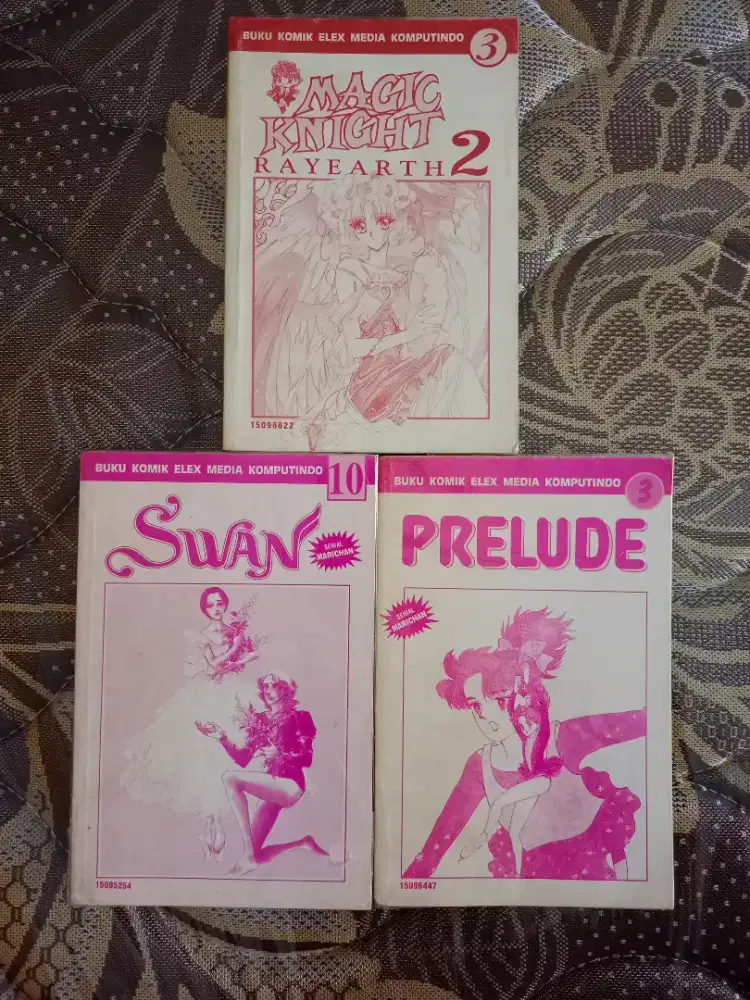 BUKU KOMIK ELEX MEDIA KOMPUTINDO
3
MAGIC
KNIGHT
RAYEARTH 2
15096622
BUKU KOMIK ELEX MEDIA KOMPUTINDO
10
SWAN
SERIAL
MARICHAN
15095254
BUKU KOMIK ELEX MEDIA KOMPUTINDO
3
PRELUDE
SERIAL
MARICHAN
15096447